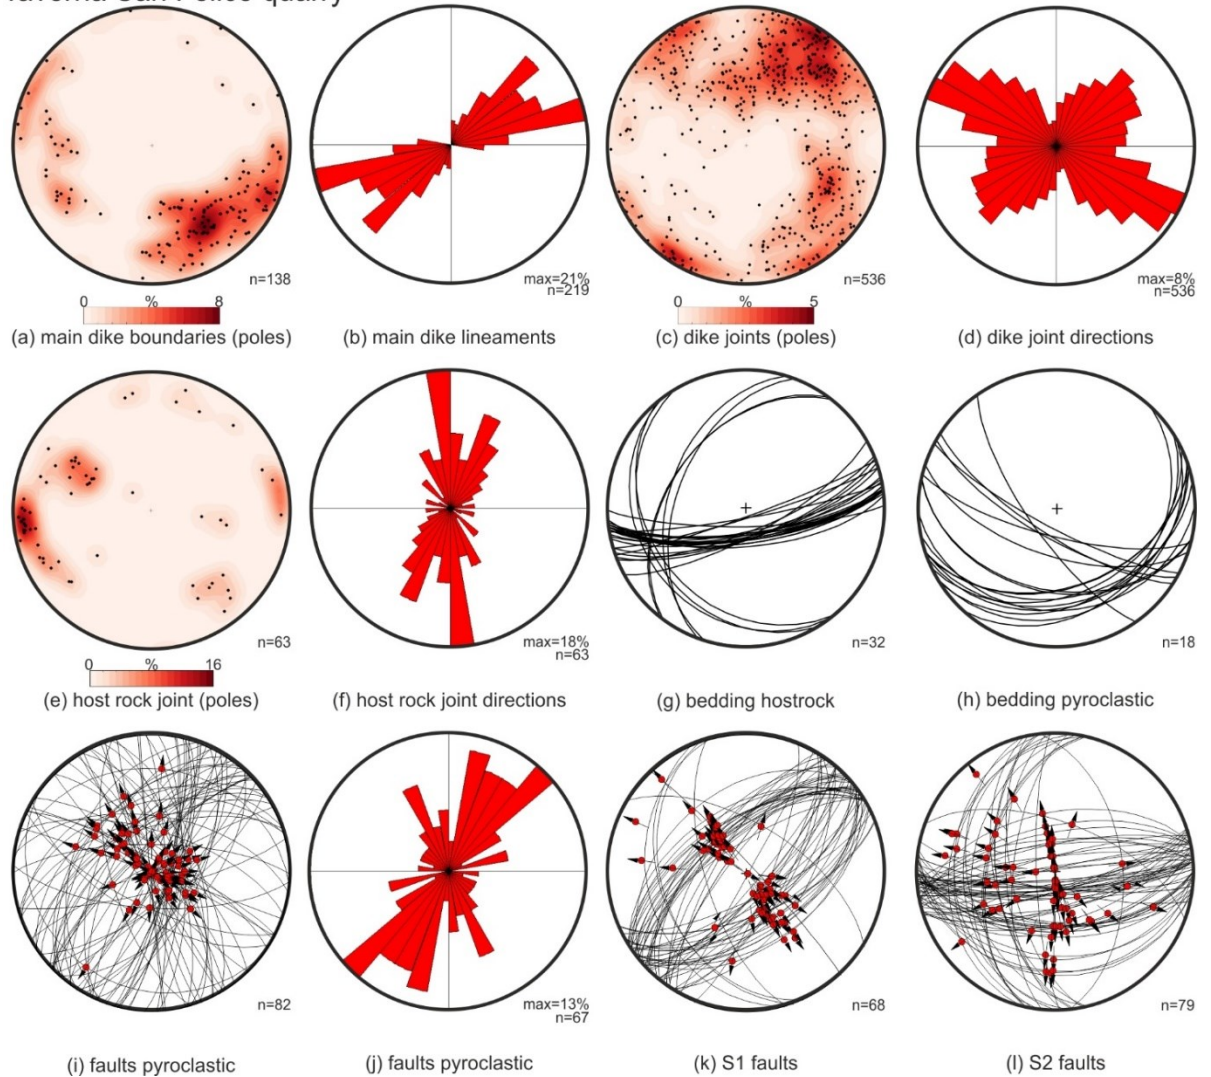 n=138
max=21%
n=219
n=536
max=8%
n=536
0 % 8
0 % 5
(a) main dike boundaries (poles)
(b) main dike lineaments
(c) dike joints (poles)
(d) dike joint directions
n=63
max=18%
n=63
n=32
n=18
0 % 16
(e) host rock joint (poles)
(f) host rock joint directions
(g) bedding hostrock
(h) bedding pyroclastic
n=82
max=13%
n=67
n=68
n=79
(i) faults pyroclastic
(j) faults pyroclastic
(k) S1 faults
(l) S2 faults